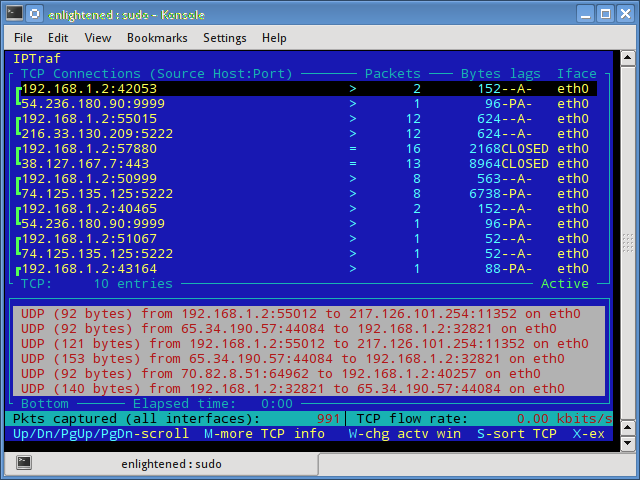 enlightened : sudo - Konsole
File Edit View Bookmarks Settings Help
IPTraf
TCP Connections (Source Host:Port) Packets Bytes lags Iface
192.168.1.2:42053 > 2 152--A- eth0
54.236.180.90:9999 > 1 96-PA- eth0
192.168.1.2:55015 > 12 624--A- eth0
216.33.130.209:5222 > 12 624--A- eth0
192.168.1.2:57880 = 16 2168CLOSED eth0
38.127.167.7:443 = 13 8964CLOSED eth0
192.168.1.2:50999 > 8 563--A- eth0
74.125.135.125:5222 > 8 6738-PA- eth0
192.168.1.2:40465 > 2 152--A- eth0
54.236.180.90:9999 > 1 96-PA- eth0
192.168.1.2:51067 > 1 52--A- eth0
74.125.135.125:5222 > 1 52--A- eth0
192.168.1.2:43164 > 1 88-PA- eth0
TCP: 10 entries Active
UDP (92 bytes) from 192.168.1.2:55012 to 217.126.101.254:11352 on eth0
UDP (92 bytes) from 65.34.190.57:44084 to 192.168.1.2:32821 on eth0
UDP (121 bytes) from 192.168.1.2:55012 to 217.126.101.254:11352 on eth0
UDP (153 bytes) from 65.34.190.57:44084 to 192.168.1.2:32821 on eth0
UDP (92 bytes) from 70.82.8.51:64962 to 192.168.1.2:40257 on eth0
UDP (140 bytes) from 192.168.1.2:32821 to 65.34.190.57:44084 on eth0
Bottom Elapsed time: 0:00
Pkts captured (all interfaces): 991 TCP flow rate: 0.00 kbits/s
Up/Dn/PgUp/PgDn-scroll M-more TCP info W-chg actv win S-sort TCP X-ex
enlightened : sudo